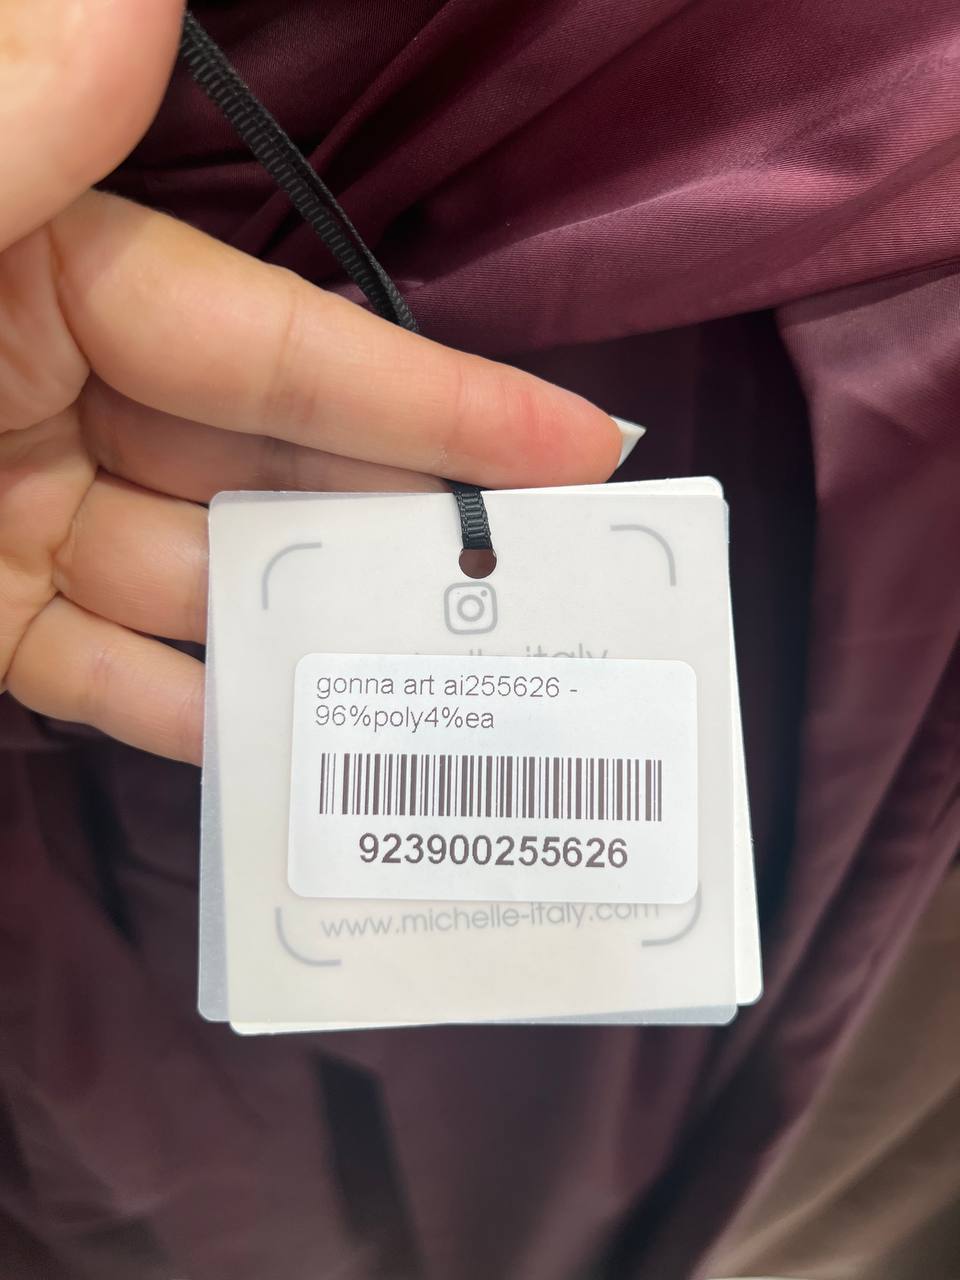 gonna art ai255626 -
96%poly4%ea
923900255626
www.michelle-italy.com